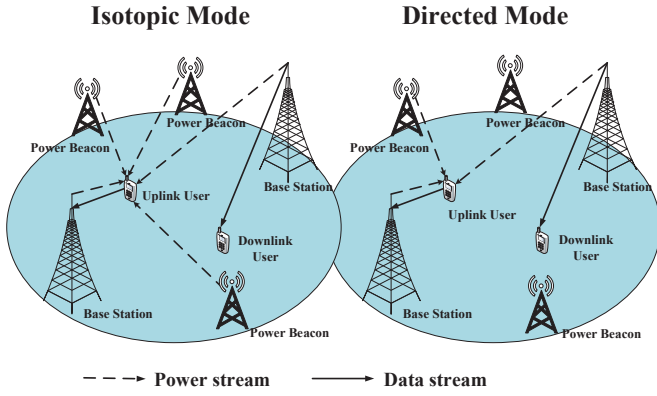 Isotopic Mode
Directed Mode
Power Beacon
Power Beacon
Base Station
Uplink User
Downlink
User
Base Station
Power Beacon
Power Beacon
Power Beacon
Base Station
Uplink User
Downlink
User
Base Station
Power Beacon
Power stream
Data stream